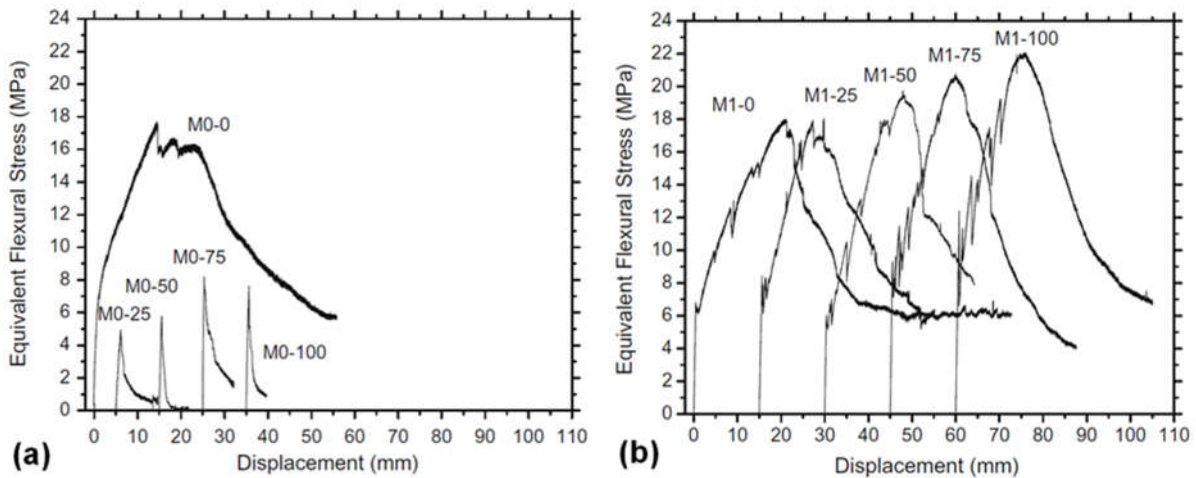 Equivalent Flexural Stress (MPa)
24
22
20
18
16
14
12
10
8
6
4
2
0
M0-0
M0-75
M0-50
M0-25
M0-100
0 10 20 30 40 50 60 70 80 90 100 110
Displacement (mm)
(a)
Equivalent Flexural Stress (MPa)
24
22
20
18
16
14
12
10
8
6
4
2
0
M1-100
M1-75
M1-50
M1-25
M1-0
0 10 20 30 40 50 60 70 80 90 100 110
Displacement (mm)
(b)